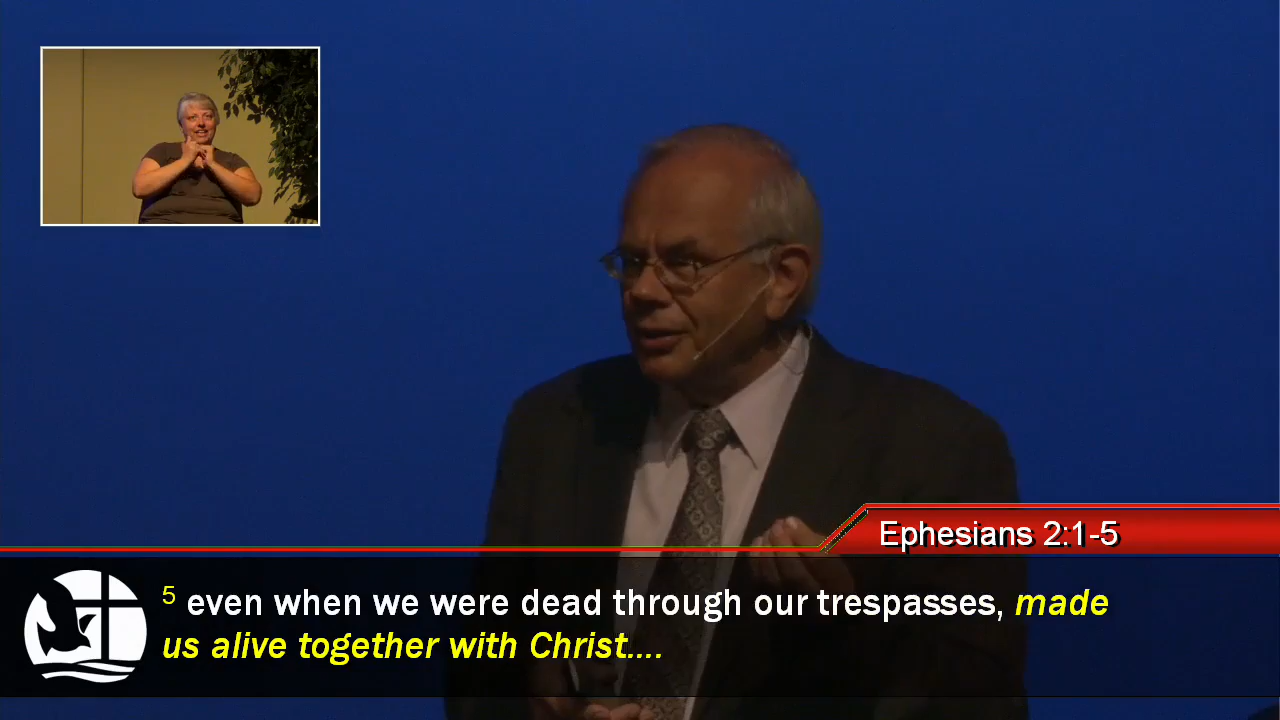 Ephesians 2:1-5
5 even when we were dead through our trespasses, made
us alive together with Christ....